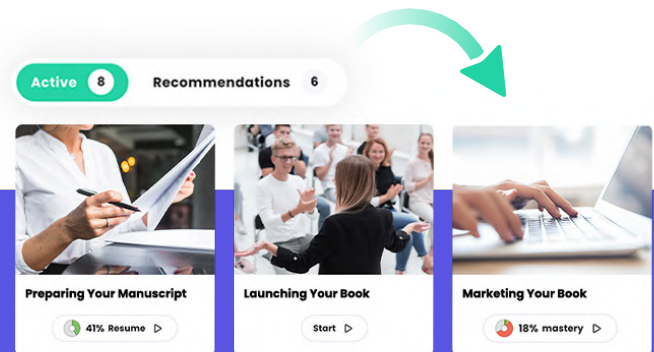 Active 8 Recommendations 6
Preparing Your Manuscript
41% Resume
Launching Your Book
Start
Marketing Your Book
18% mastery